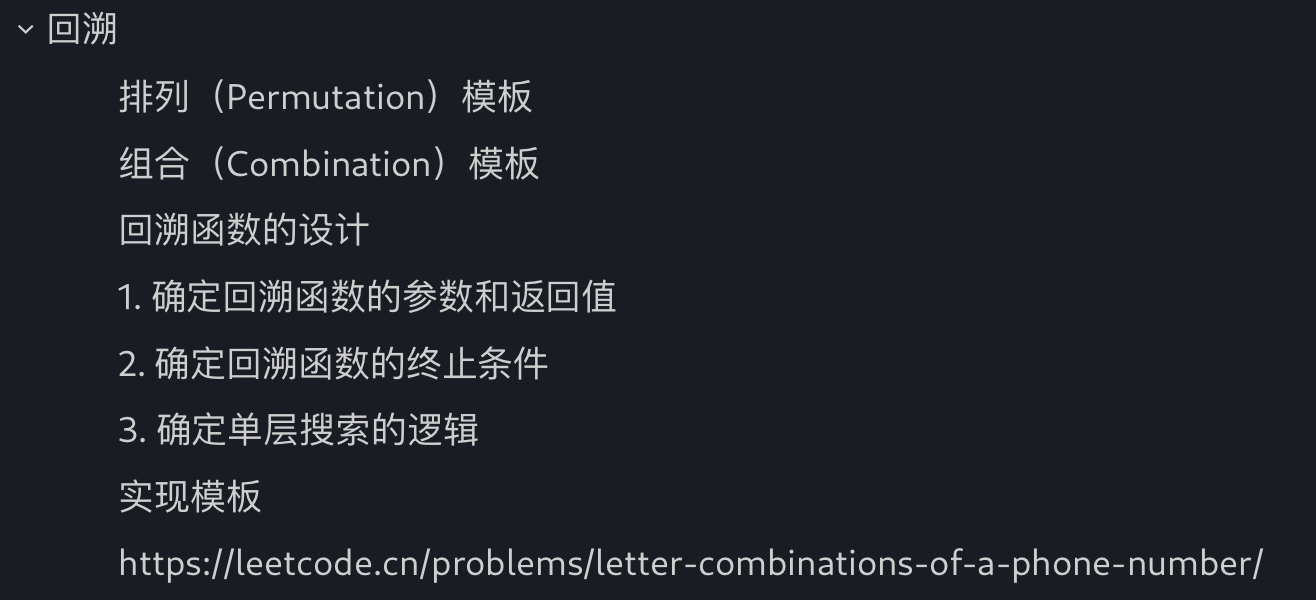 回溯
排列（Permutation）模板
组合（Combination）模板
回溯函数的设计
1. 确定回溯函数的参数和返回值
2. 确定回溯函数的终止条件
3. 确定单层搜索的逻辑
实现模板
https://leetcode.cn/problems/letter-combinations-of-a-phone-number/